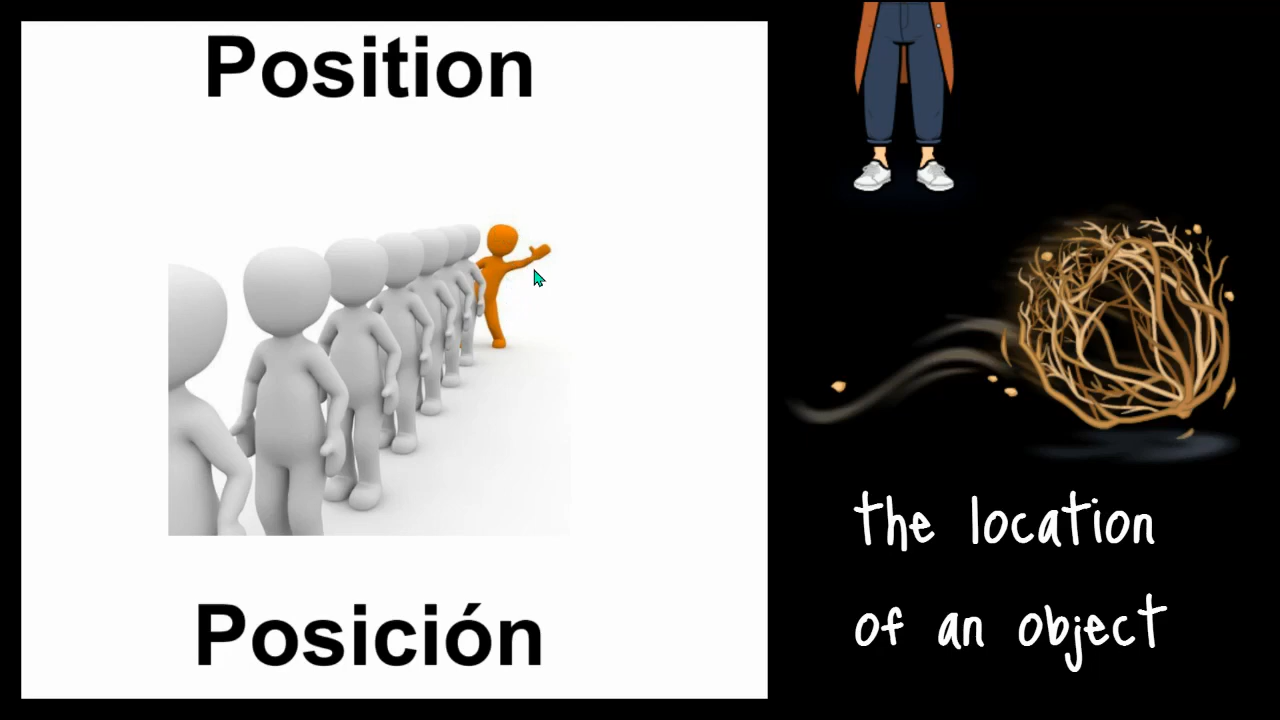 Position
Posición
the location
of an object